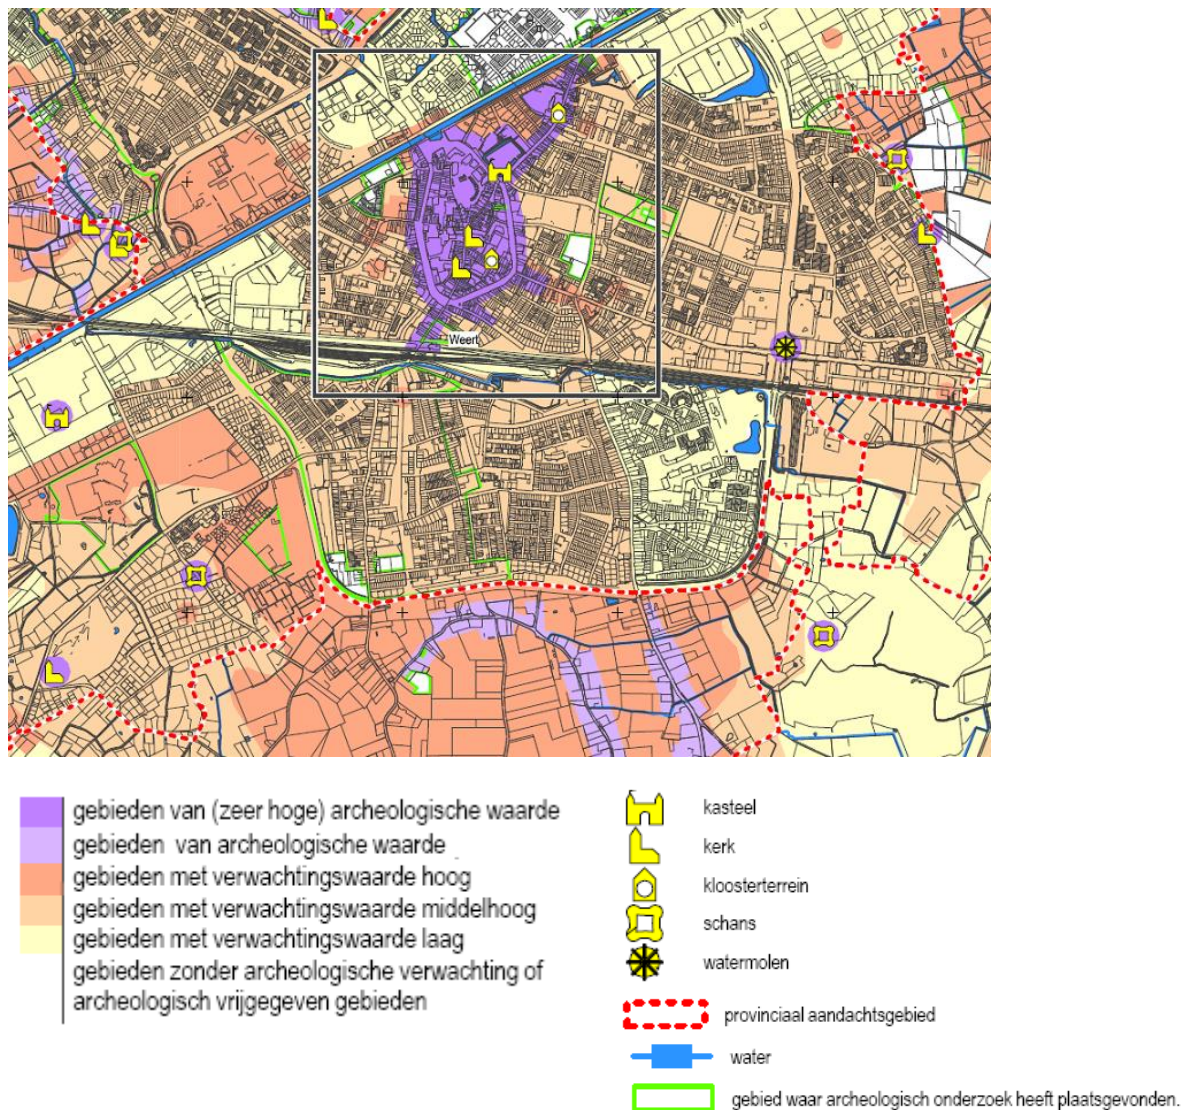 Weert
gebieden van (zeer hoge) archeologische waarde
gebieden van archeologische waarde
gebieden met verwachtingswaarde hoog
gebieden met verwachtingswaarde middelhoog
gebieden met verwachtingswaarde laag
gebieden zonder archeologische verwachting of
archeologisch vrijgegeven gebieden
kasteel
kerk
kloosterterrein
schans
watermolen
provinciaal aandachtsgebied
water
gebied waar archeologisch onderzoek heeft plaatsgevonden.